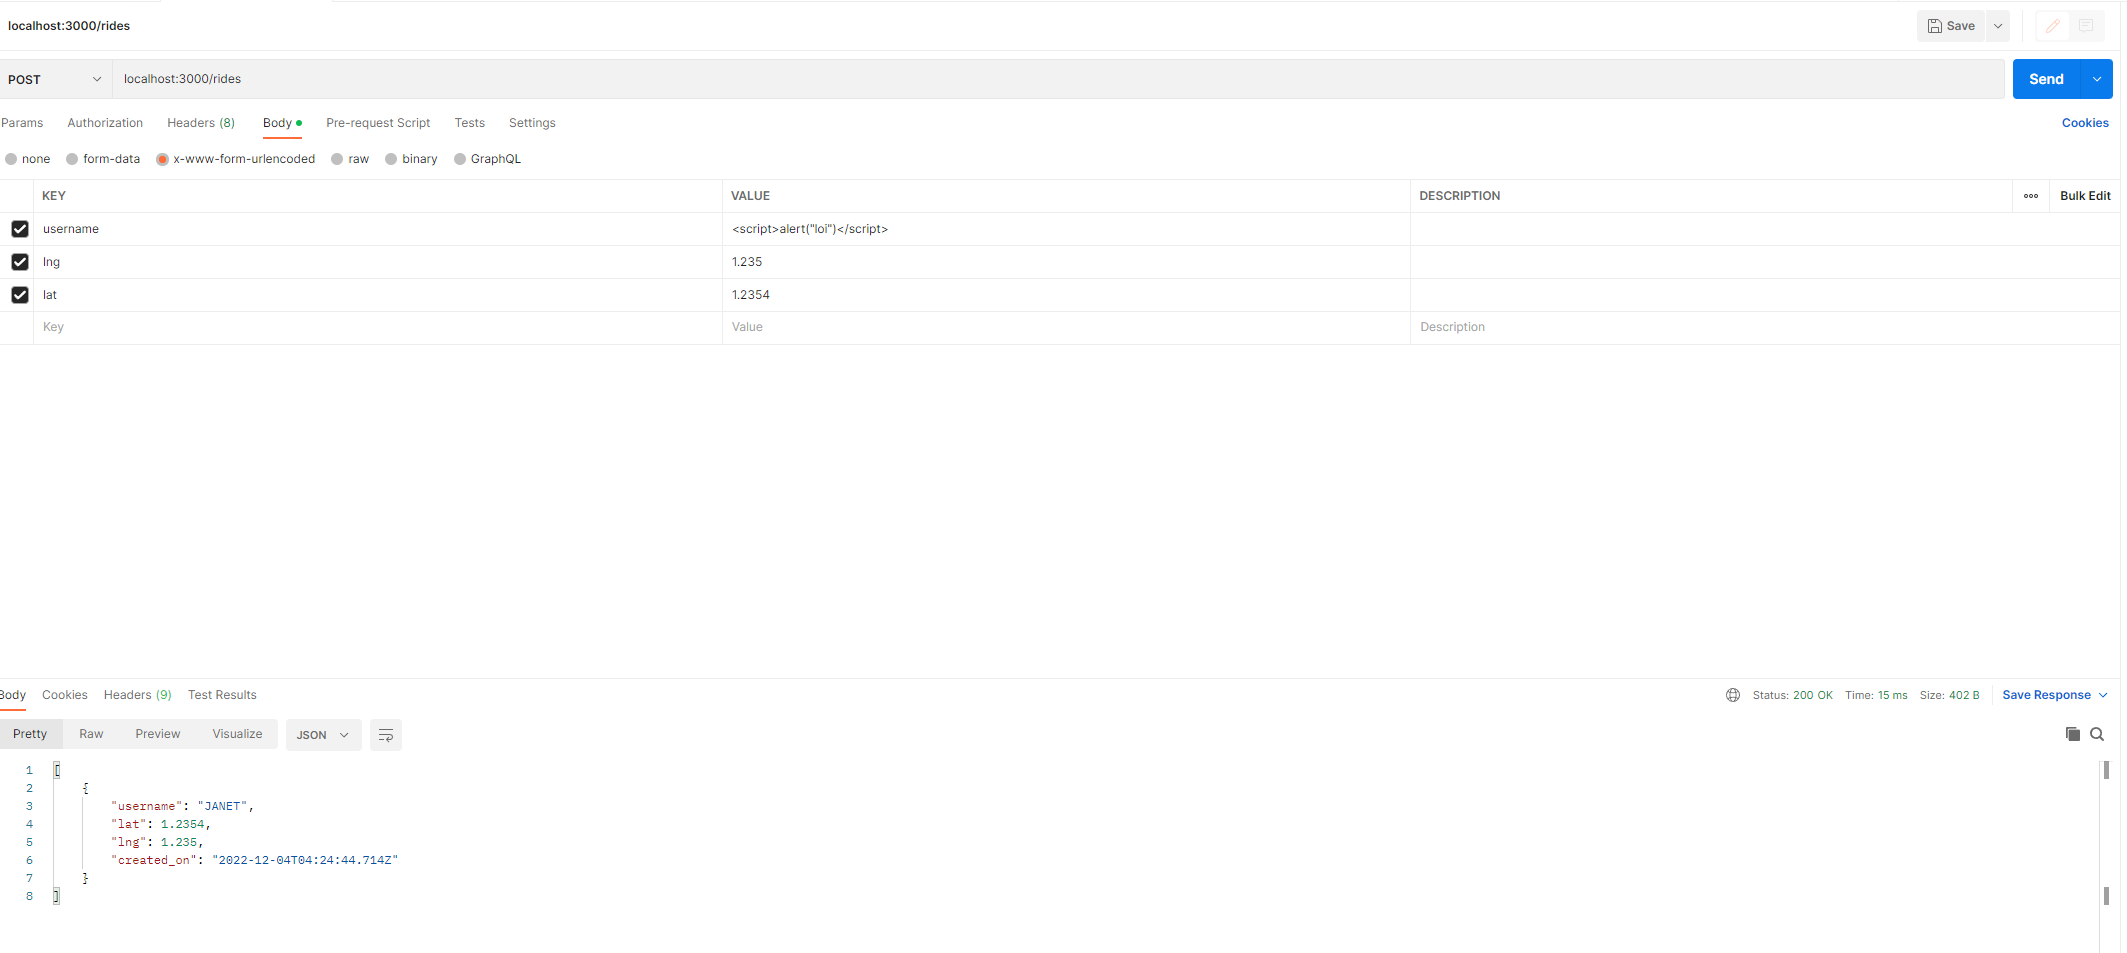 localhost:3000/rides
Save
POST localhost:3000/rides Send
Params Authorization Headers (8) Body Pre-request Script Tests Settings Cookies
none form-data x-www-form-urlencoded raw binary GraphQL
KEY VALUE DESCRIPTION ooo Bulk Edit
username <script>alert("loi")</script>
lng 1.235
lat 1.2354
Key Value Description
Body Cookies Headers (9) Test Results Status: 200 OK Time: 15 ms Size: 402 B Save Response
Pretty Raw Preview Visualize JSON
1 [
2 {
3 "username": "JANET",
4 "lat": 1.2354,
5 "lng": 1.235,
6 "created_on": "2022-12-04T04:24:44.714Z"
7 }
8 ]